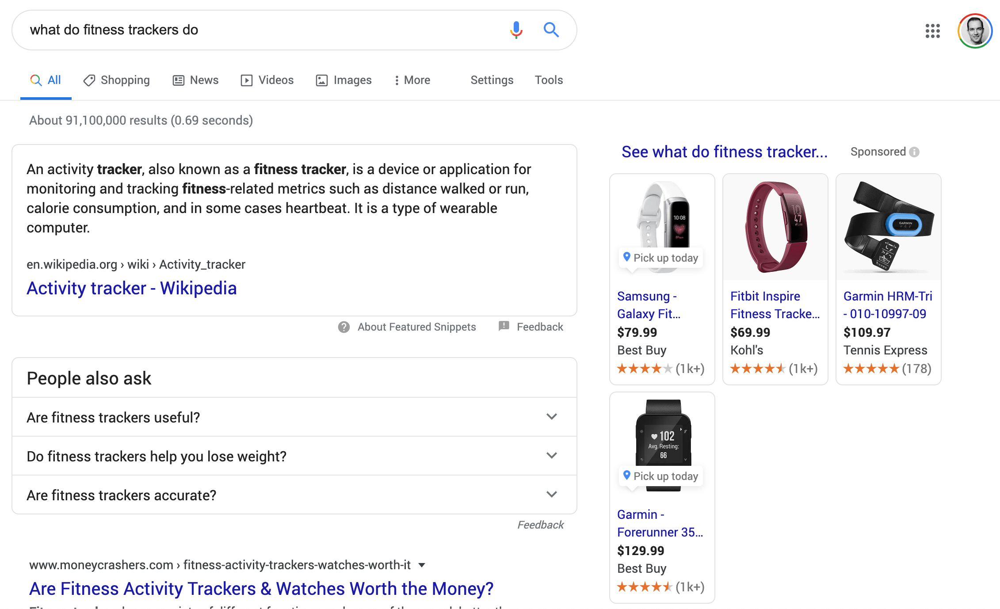 what do fitness trackers do
All
Shopping
News
Videos
Images
More
Settings
Tools
About 91,100,000 results (0.69 seconds)
An activity tracker, also known as a fitness tracker, is a device or application for
monitoring and tracking fitness-related metrics such as distance walked or run,
calorie consumption, and in some cases heartbeat. It is a type of wearable
computer.
en.wikipedia.org › wiki › Activity_tracker
Activity tracker - Wikipedia
About Featured Snippets
Feedback
People also ask
Are fitness trackers useful?
Do fitness trackers help you lose weight?
Are fitness trackers accurate?
Feedback
www.moneycrashers.com › fitness-activity-trackers-watches-worth-it
Are Fitness Activity Trackers & Watches Worth the Money?
See what do fitness tracker...
Sponsored
10:08
Pick up today
Samsung -
Galaxy Fit...
$79.99
Best Buy
(1k+)
10
47
Fitbit Inspire
Fitness Tracke...
$69.99
Kohl's
(1k+)
GARMIN
Garmin HRM-Tri
- 010-10997-09
$109.97
Tennis Express
(178)
102
Avg. Resting:
66
Pick up today
Garmin -
Forerunner 35...
$129.99
Best Buy
(1k+)